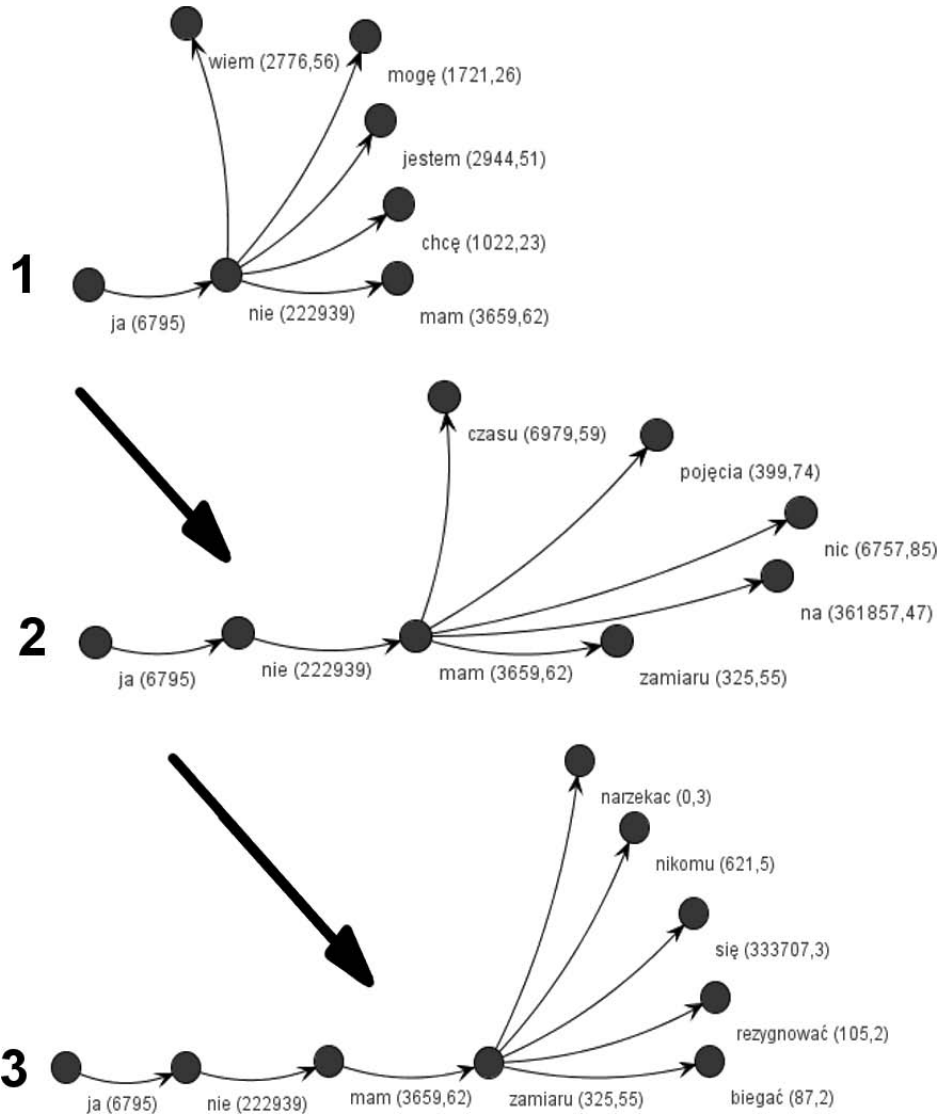 wiem (2776,56)
mogę (1721,26)
jestem (2944,51)
chcę (1022,23)
1
ja (6795)
nie (222939)
mam (3659,62)
czasu (6979,59)
pojęcia (399,74)
nic (6757,85)
na (361857,47)
2
ja (6795)
nie (222939)
mam (3659,62)
zamiaru (325,55)
narzekac (0,3)
nikomu (621,5)
się (333707,3)
rezygnować (105,2)
3
ja (6795)
nie (222939)
mam (3659,62)
zamiaru (325,55)
biegać (87,2)